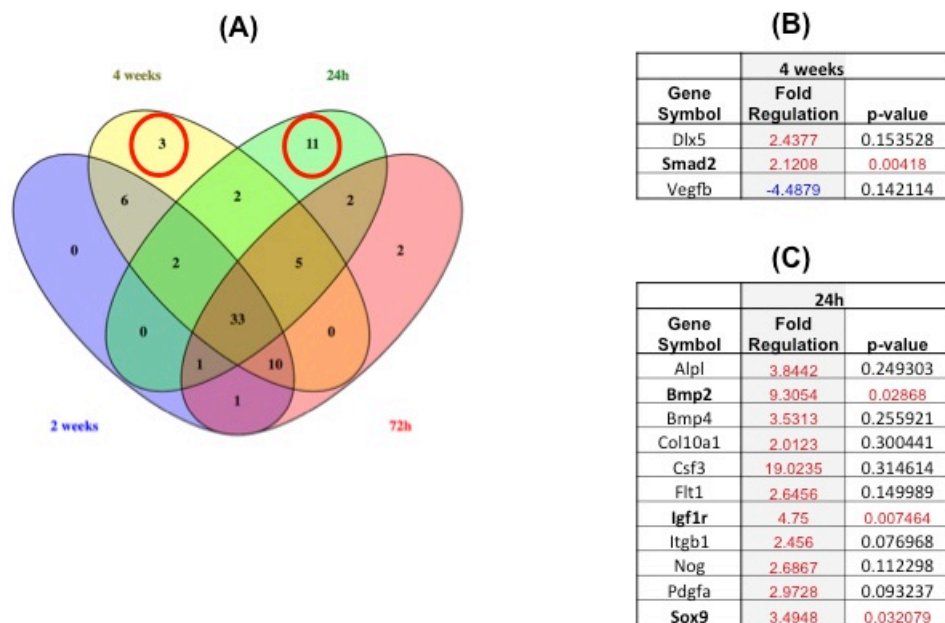 (A)
4 weeks
24h
3
11
6
2
2
0
2
5
2
33
0
0
1
10
1
2 weeks
72h
(B)
4 weeks
Gene Symbol Fold Regulation p-value
Dlx5 2.4377 0.153528
Smad2 2.1208 0.00418
Vegfb -4.4879 0.142114
(C)
24h
Gene Symbol Fold Regulation p-value
Alpl 3.8442 0.249303
Bmp2 9.3054 0.02868
Bmp4 3.5313 0.255921
Col10a1 2.0123 0.300441
Csf3 19.0235 0.314614
Flt1 2.6456 0.149989
Igf1r 4.75 0.007464
Itgb1 2.456 0.076968
Nog 2.6867 0.112298
Pdgfa 2.9728 0.093237
Sox9 3.4948 0.032079